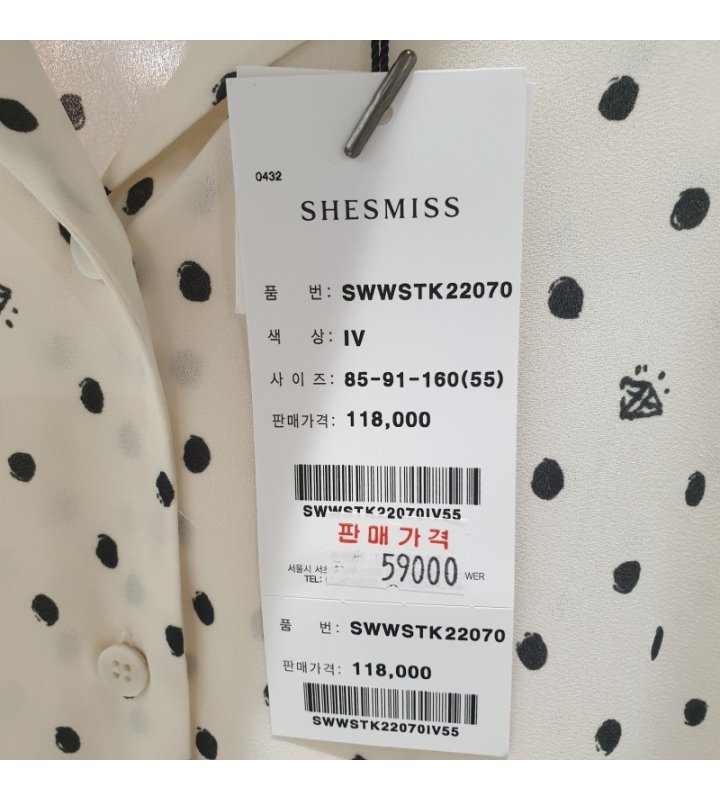 0432
SHESMISS
품 번: SWWSTK22070
색 상: IV
사 이 즈: 85-91-160(55)
판매가격: 118,000
SWWSTK22070IV55
판매가격
59000
서울시 서초
WER
TEL:
품 번: SWWSTK22070
판매가격: 118,000
SWWSTK22070IV55